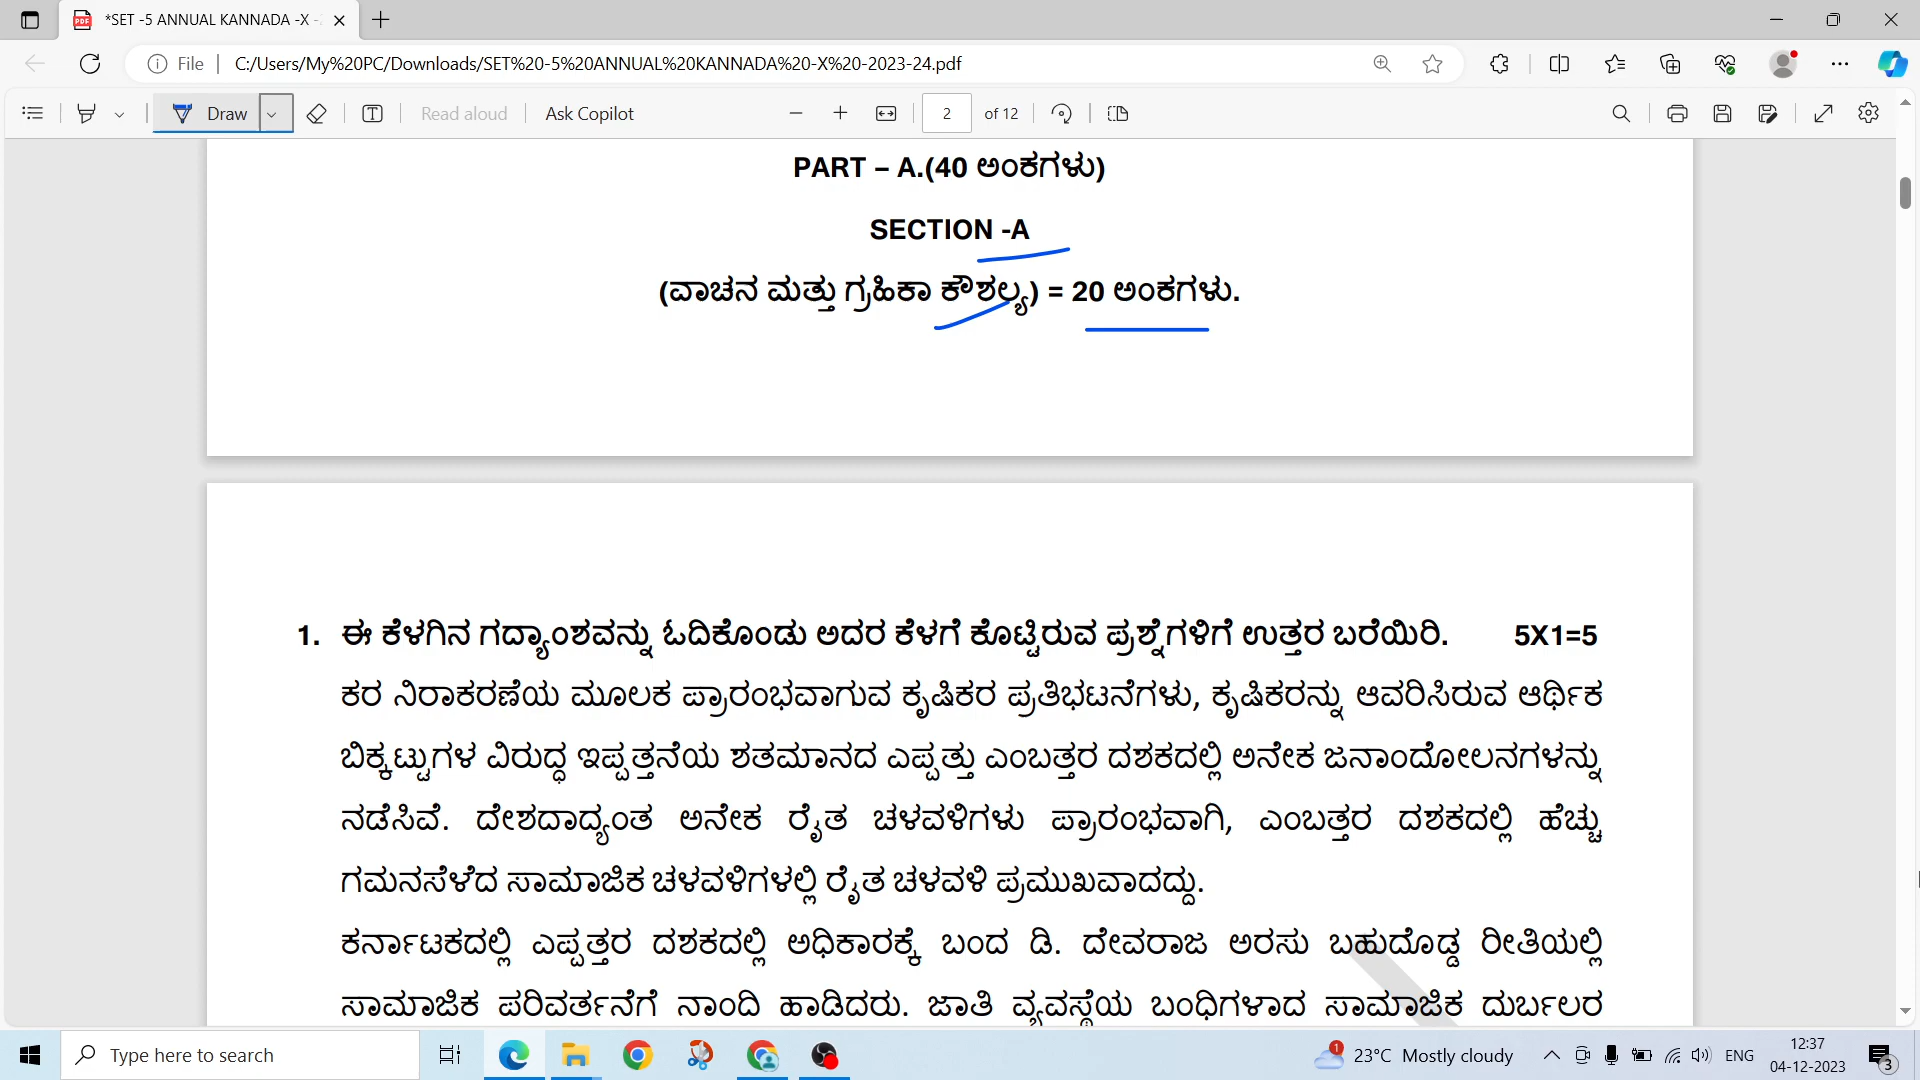 *SET -5 ANNUAL KANNADA -X -
File
C:/Users/My%20PC/Downloads/SET%20-5%20ANNUAL%20KANNADA%20-X%20-2023-24.pdf
Draw
Read aloud
Ask Copilot
2 of 12
PART – A.(40 ಅಂಕಗಳು)
SECTION -A
(ವಾಚನ ಮತ್ತು ಗ್ರಹಿಕಾ ಕೌಶಲ್ಯ) = 20 ಅಂಕಗಳು.
1. ಈ ಕೆಳಗಿನ ಗದ್ಯಾಂಶವನ್ನು ಓದಿಕೊಂಡು ಅದರ ಕೆಳಗೆ ಕೊಟ್ಟಿರುವ ಪ್ರಶ್ನೆಗಳಿಗೆ ಉತ್ತರ ಬರೆಯಿರಿ. 5X1=5
ಕರ ನಿರಾಕರಣೆಯ ಮೂಲಕ ಪ್ರಾರಂಭವಾಗುವ ಕೃಷಿಕರ ಪ್ರತಿಭಟನೆಗಳು, ಕೃಷಿಕರನ್ನು ಆವರಿಸಿರುವ ಆರ್ಥಿಕ
ಬಿಕ್ಕಟ್ಟುಗಳ ವಿರುದ್ಧ ಇಪ್ಪತ್ತನೆಯ ಶತಮಾನದ ಎಪ್ಪತ್ತು ಎಂಬತ್ತರ ದಶಕದಲ್ಲಿ ಅನೇಕ ಜನಾಂದೋಲನಗಳನ್ನು
ನಡೆಸಿವೆ. ದೇಶದಾದ್ಯಂತ ಅನೇಕ ರೈತ ಚಳವಳಿಗಳು ಪ್ರಾರಂಭವಾಗಿ, ಎಂಬತ್ತರ ದಶಕದಲ್ಲಿ ಹೆಚ್ಚು
ಗಮನಸೆಳೆದ ಸಾಮಾಜಿಕ ಚಳವಳಿಗಳಲ್ಲಿ ರೈತ ಚಳವಳಿ ಪ್ರಮುಖವಾದದ್ದು.
ಕರ್ನಾಟಕದಲ್ಲಿ ಎಪ್ಪತ್ತರ ದಶಕದಲ್ಲಿ ಅಧಿಕಾರಕ್ಕೆ ಬಂದ ಡಿ. ದೇವರಾಜ ಅರಸು ಬಹುದೊಡ್ಡ ರೀತಿಯಲ್ಲಿ
ಸಾಮಾಜಿಕ ಪರಿವರ್ತನೆಗೆ ನಾಂದಿ ಹಾಡಿದರು. ಜಾತಿ ವ್ಯವಸ್ಥೆಯ ಬಂಧಿಗಳಾದ ಸಾಮಾಜಿಕ ದುರ್ಬಲರ
Type here to search
1
23°C Mostly cloudy
ENG
12:37
04-12-2023
3